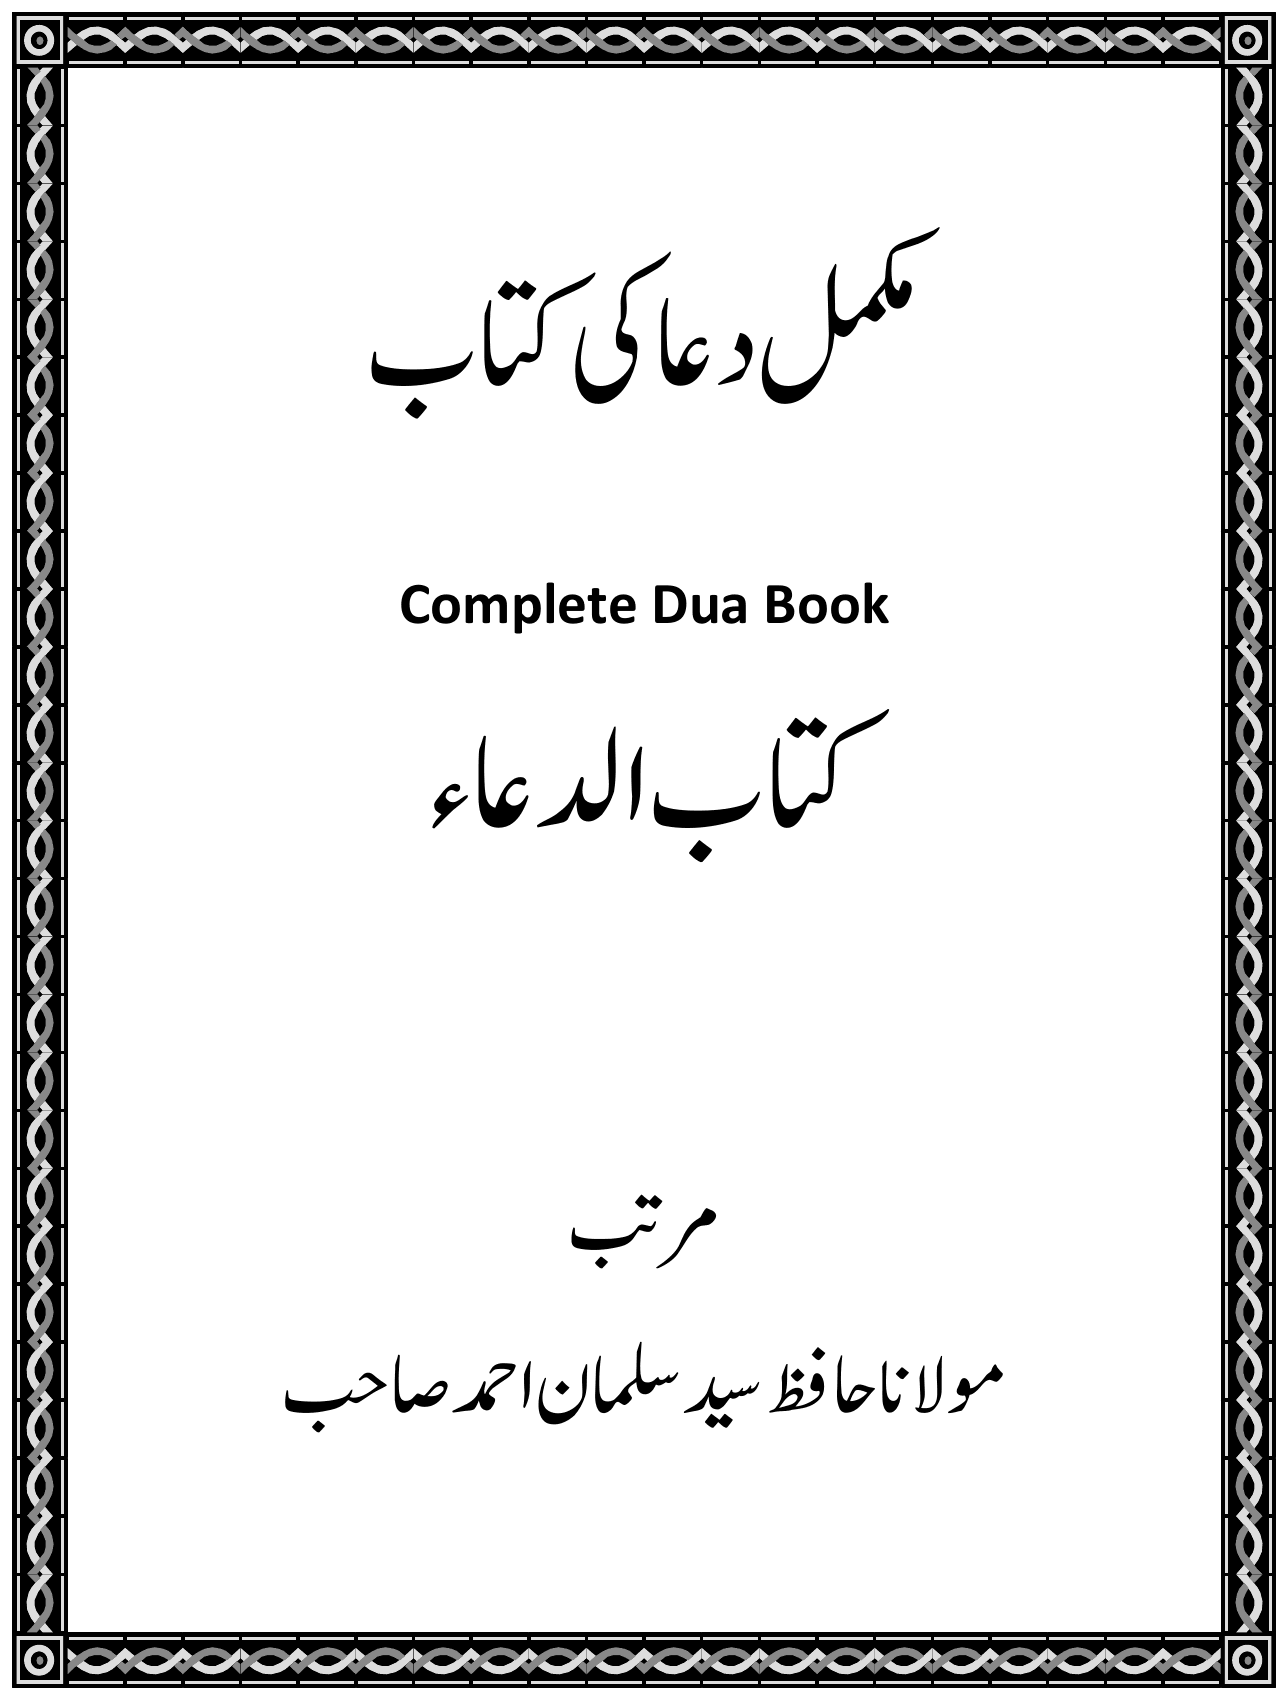 مکمل دعا کی کتاب
Complete Dua Book
کتاب الدعاء
مرتب
مولانا حافظ سید سلمان احمد صاحب